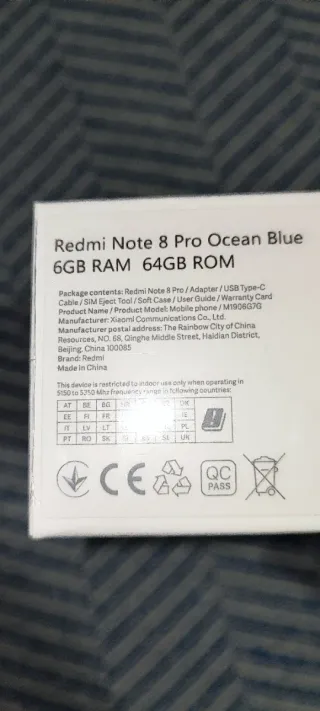 Redmi Note 8 Pro Ocean Blue
6GB RAM 64GB ROM
Package contents: Redmi Note 8 Pro / Adapter / USB Type-C
Cable / SIM Eject Tool / Soft Case / User Guide / Warranty Card
Product Name / Product Model: Mobile phone / M1906G7G
Manufacturer: Xiaomi Communications Co., Ltd.
Manufacturer postal address: The Rainbow City of China
Resources, NO. 68, Qinghe Middle Street, Haidian District,
Beijing, China 100085
Brand: Redmi
Made in China
This device is restricted to indoor use only when operating in
5150 to 5350 Mhz frequency range in following countries:
AT BE BG DK
EE FI FR IE
IT LV LT PL
PT RO SK SL UK
CE
QC
PASS